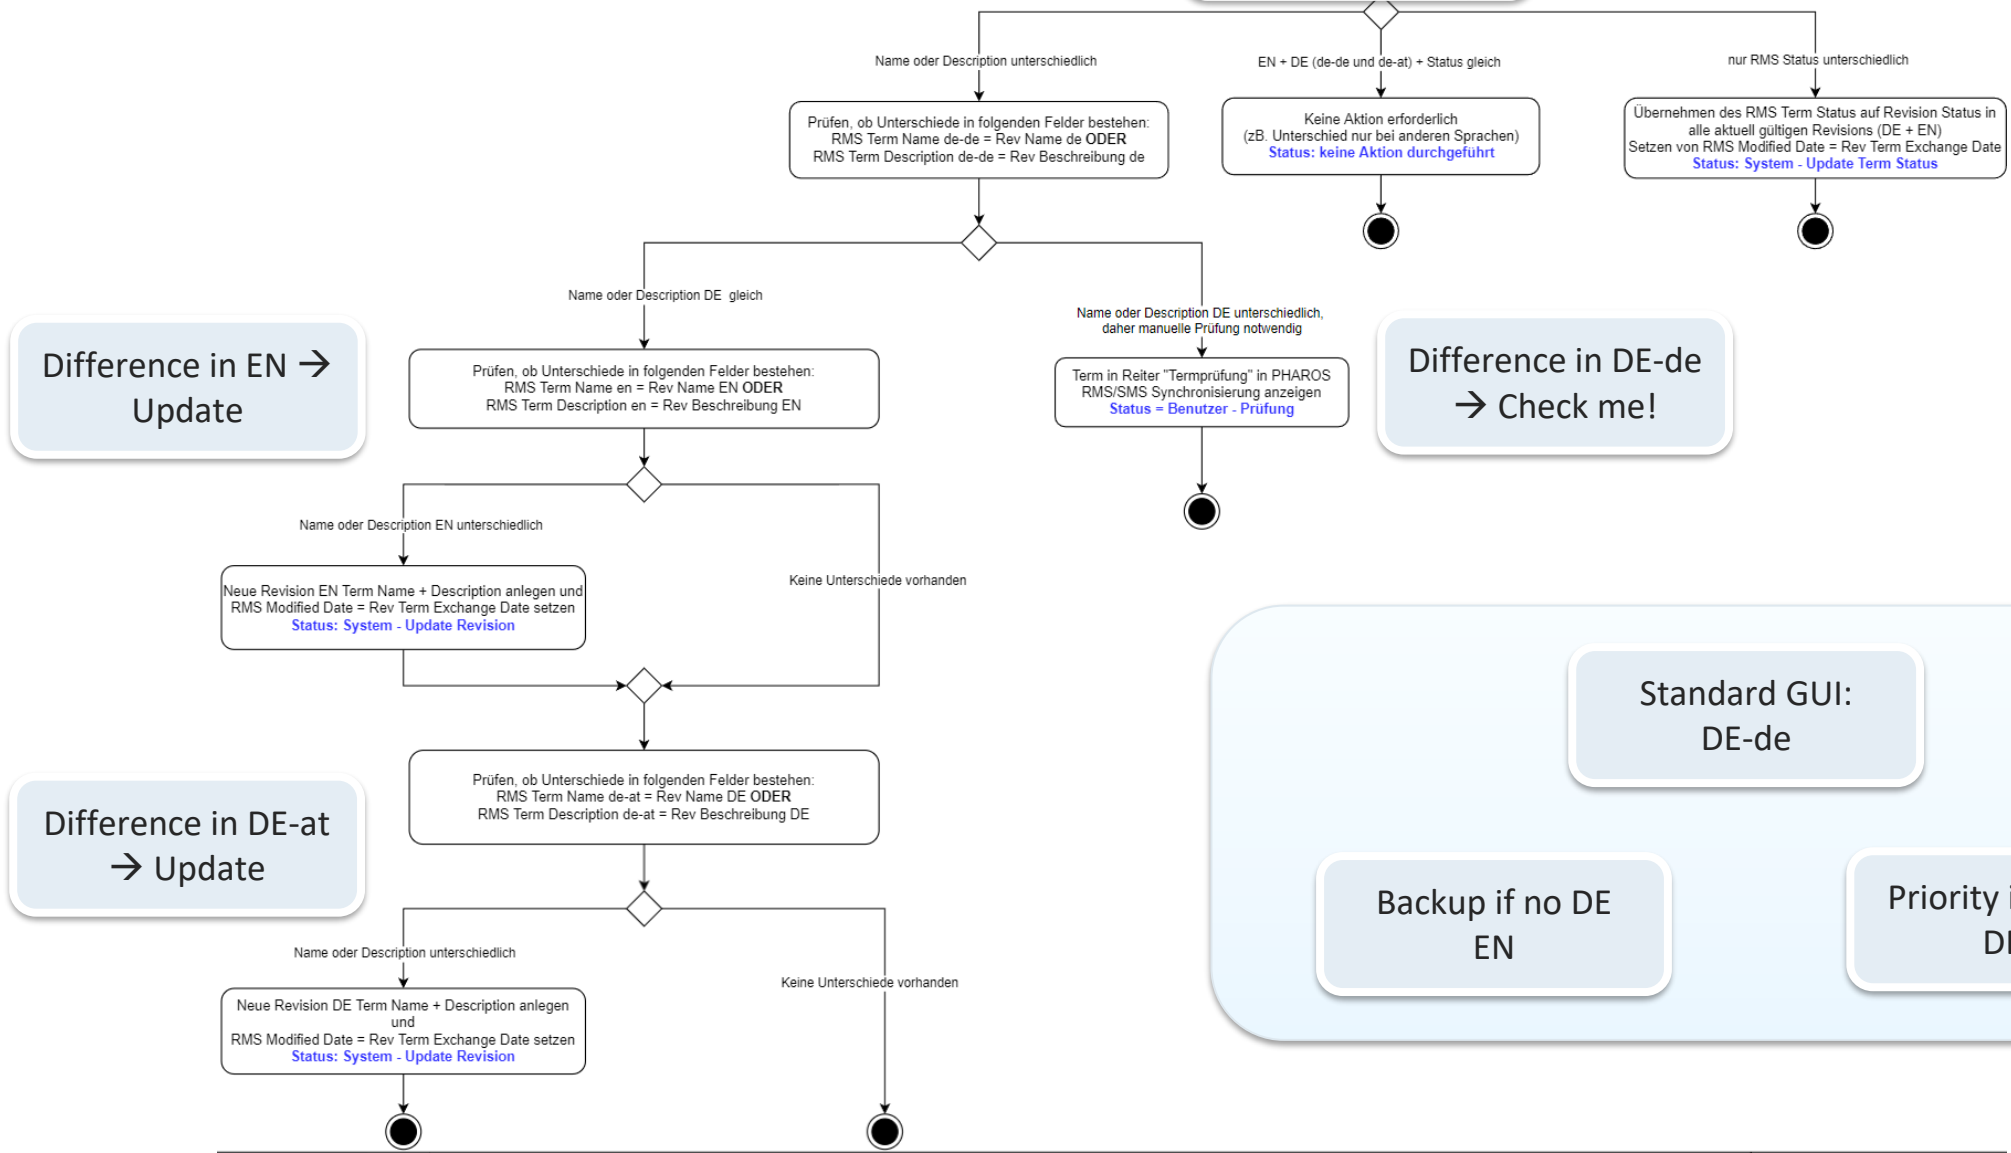 Name oder Description unterschiedlich
EN + DE (de-de und de-at) + Status gleich
nur RMS Status unterschiedlich
Prüfen, ob Unterschiede in folgenden Felder bestehen:
RMS Term Name de-de = Rev Name de ODER
RMS Term Description de-de = Rev Beschreibung de
Keine Aktion erforderlich
(zB. Unterschied nur bei anderen Sprachen)
Status: keine Aktion durchgeführt
Übernehmen des RMS Term Status auf Revision Status in
alle aktuell gültigen Revisions (DE + EN)
Setzen von RMS Modified Date = Rev Term Exchange Date
Status: System - Update Term Status
Name oder Description DE gleich
Name oder Description DE unterschiedlich,
daher manuelle Prüfung notwendig
Difference in EN →
Update
Prüfen, ob Unterschiede in folgenden Felder bestehen:
RMS Term Name en = Rev Name EN ODER
RMS Term Description en = Rev Beschreibung EN
Term in Reiter "Termprüfung" in PHAROS
RMS/SMS Synchronisierung anzeigen
Status = Benutzer - Prüfung
Difference in DE-de
→ Check me!
Name oder Description EN unterschiedlich
Keine Unterschiede vorhanden
Neue Revision EN Term Name + Description anlegen und
RMS Modified Date = Rev Term Exchange Date setzen
Status: System - Update Revision
Standard GUI:
DE-de
Prüfen, ob Unterschiede in folgenden Felder bestehen:
RMS Term Name de-at = Rev Name DE ODER
RMS Term Description de-at = Rev Beschreibung DE
Difference in DE-at
→ Update
Backup if no DE
EN
Priority
Name oder Description unterschiedlich
Keine Unterschiede vorhanden
Neue Revision DE Term Name + Description anlegen
und
RMS Modified Date = Rev Term Exchange Date setzen
Status: System - Update Revision